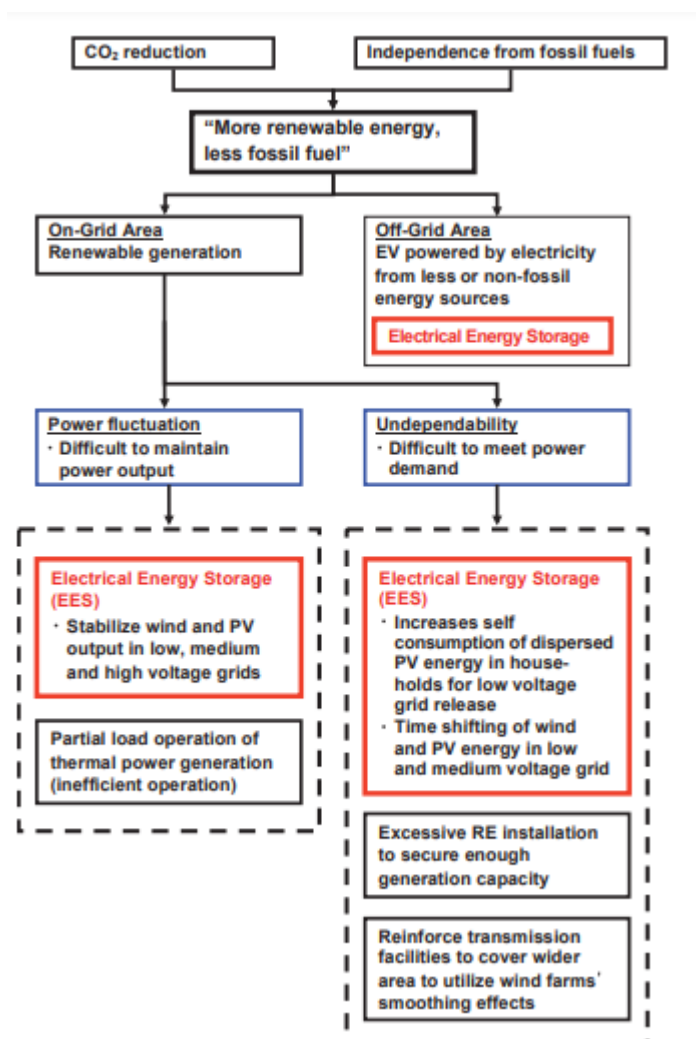 CO₂ reduction
Independence from fossil fuels
“More renewable energy,
less fossil fuel”
On-Grid Area
Renewable generation
Off-Grid Area
EV powered by electricity
from less or non-fossil
energy sources
Electrical Energy Storage
Power fluctuation
· Difficult to maintain
power output
Undependability
· Difficult to meet power
demand
Electrical Energy Storage
(EES)
· Stabilize wind and PV
output in low, medium
and high voltage grids
Partial load operation of
thermal power generation
(inefficient operation)
Electrical Energy Storage
(EES)
· Increases self
consumption of dispersed
PV energy in house-
holds for low voltage
grid release
· Time shifting of wind
and PV energy in low
and medium voltage grid
Excessive RE installation
to secure enough
generation capacity
Reinforce transmission
facilities to cover wider
area to utilize wind farms’
smoothing effects